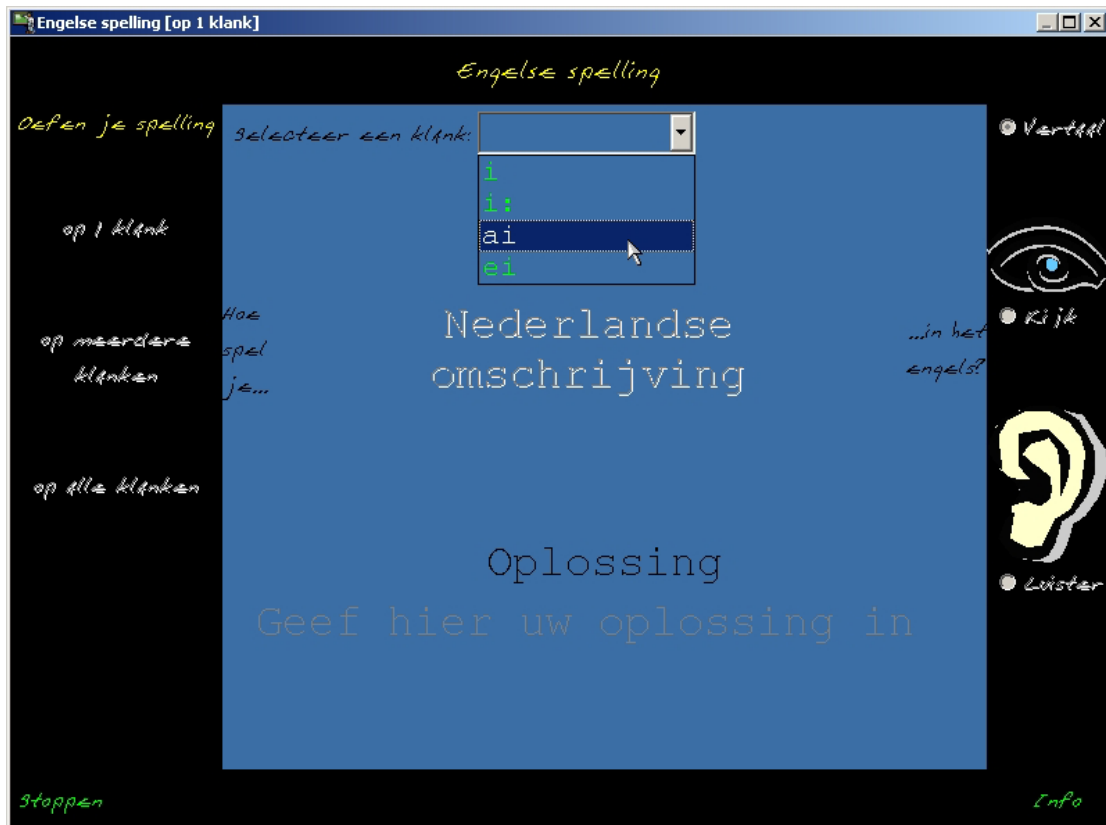 Engelse spelling [op 1 klank]
Engelse spelling
Oefen je spelling
op 1 klank
op meerdere
klanken
op alle klanken
Selecteer een klank:
i
i:
ai
ei
Hoe
spel
je...
Nederlandse
omschrijving
...in het
engels?
Oplossing
Geef hier uw oplossing in
Vertaal
Kijk
Luister
Stoppen
Info